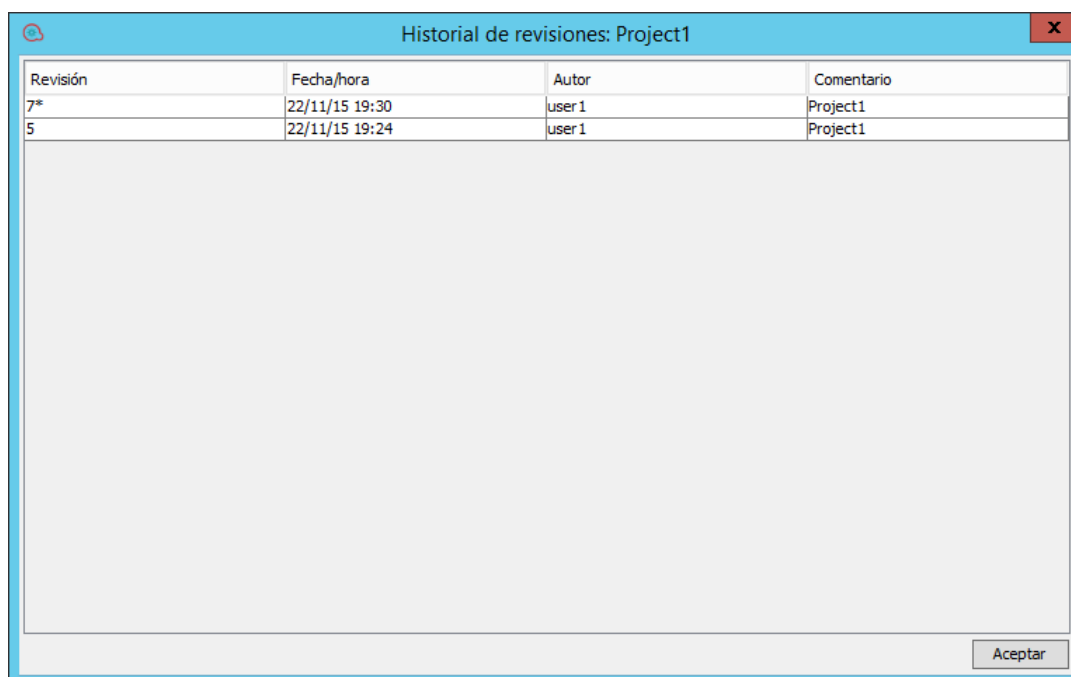 Historial de revisiones: Project1
x
Revisión Fecha/hora Autor Comentario
7* 22/11/15 19:30 user1 Project1
5 22/11/15 19:24 user1 Project1
Aceptar